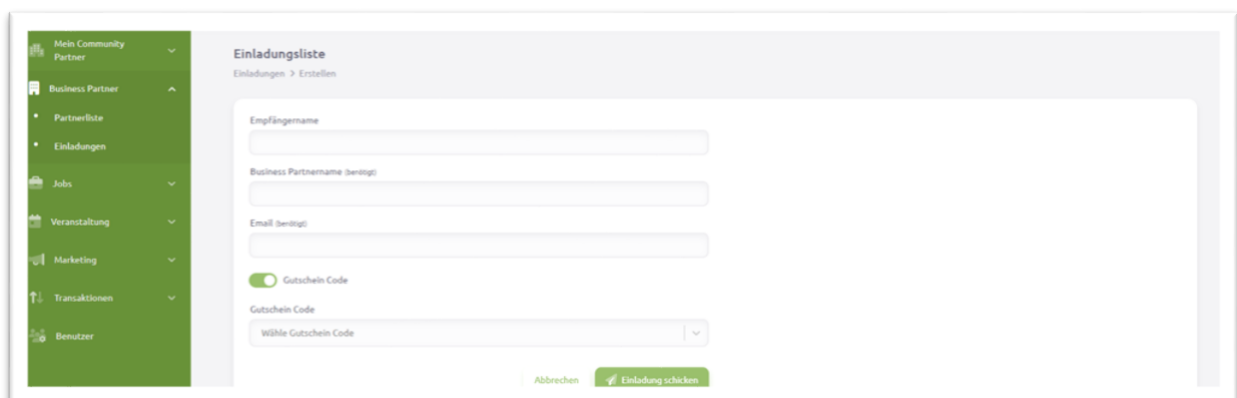 Mein Community
Partner
Business Partner
Partnerliste
Einladungen
Jobs
Veranstaltung
Marketing
Transaktionen
Benutzer
Einladungsliste
Einladungen > Erstellen
Empfängername
Business Partnername (benötigt)
Email (benötigt)
Gutschein Code
Gutschein Code
Wähle Gutschein Code
Abbrechen
Einladung schicken